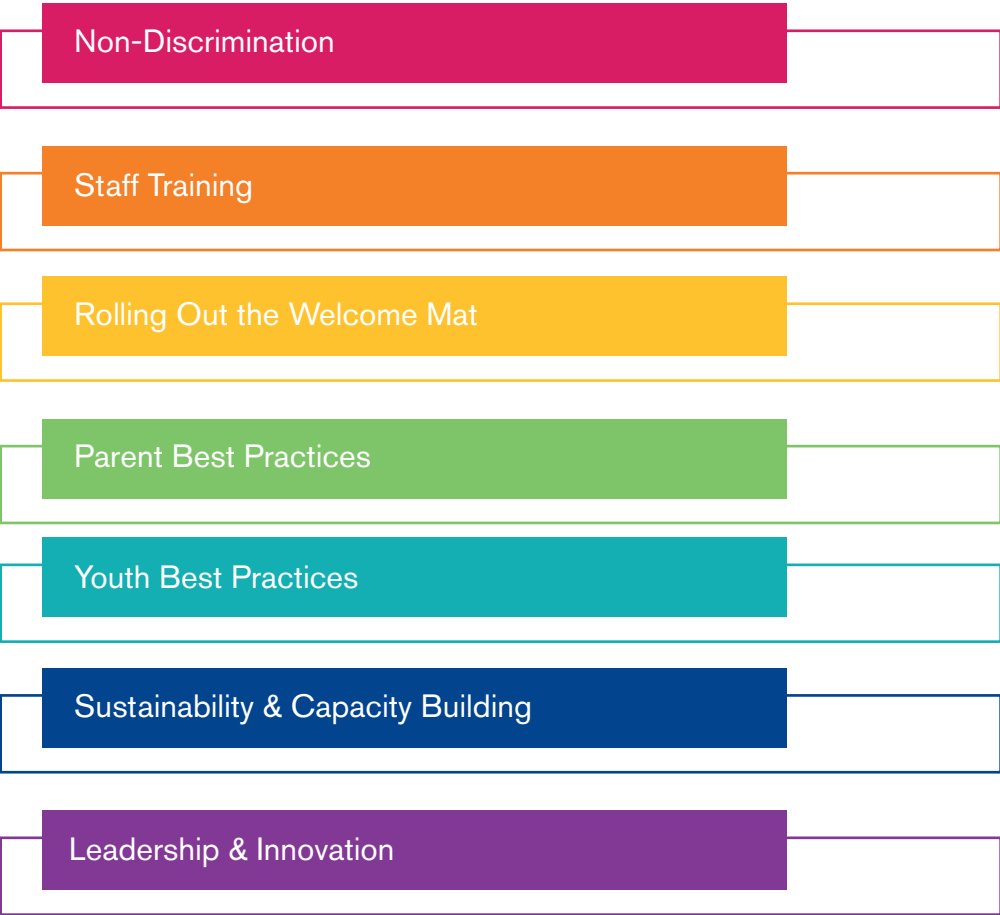 Non-Discrimination
Staff Training
Rolling Out the Welcome Mat
Parent Best Practices
Youth Best Practices
Sustainability & Capacity Building
Leadership & Innovation